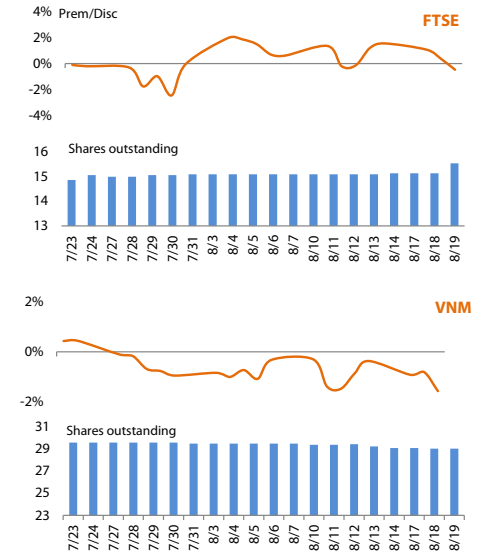 4% Prem/Disc
FTSE
2%
0%
-2%
-4%
16
Shares outstanding
15
14
13
7/23 7/24 7/27 7/28 7/29 7/30 7/31 8/3 8/4 8/5 8/6 8/7 8/10 8/11 8/12 8/13 8/14 8/17 8/18 8/19
2%
VNM
0%
-2%
31
Shares outstanding
29
27
25
23
7/23 7/24 7/27 7/28 7/29 7/30 7/31 8/3 8/4 8/5 8/6 8/7 8/10 8/11 8/12 8/13 8/14 8/17 8/18 8/19